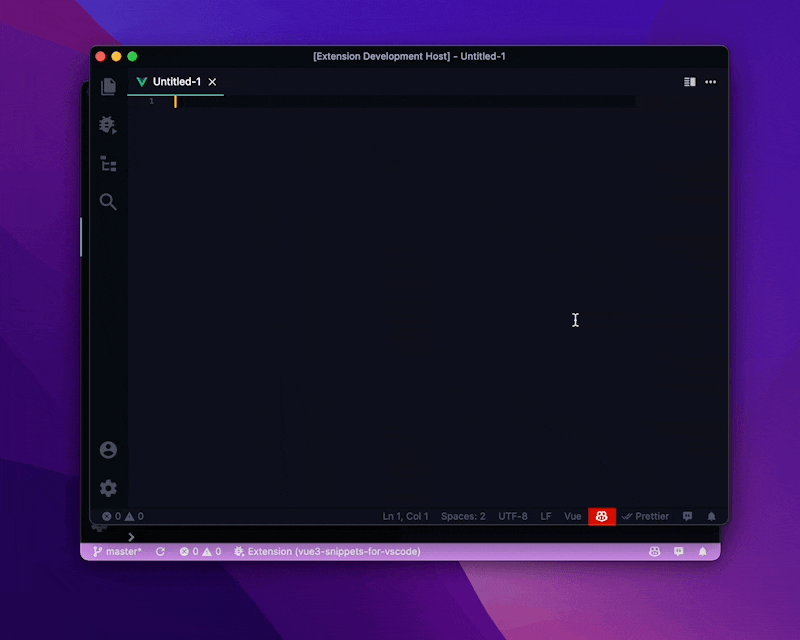 [Extension Development Host] - Untitled-1
Untitled-1
1
0 0 Ln 1, Col 1 Spaces: 2 UTF-8 LF Vue Prettier
master* 0 0 Extension (vue3-snippets-for-vscode)